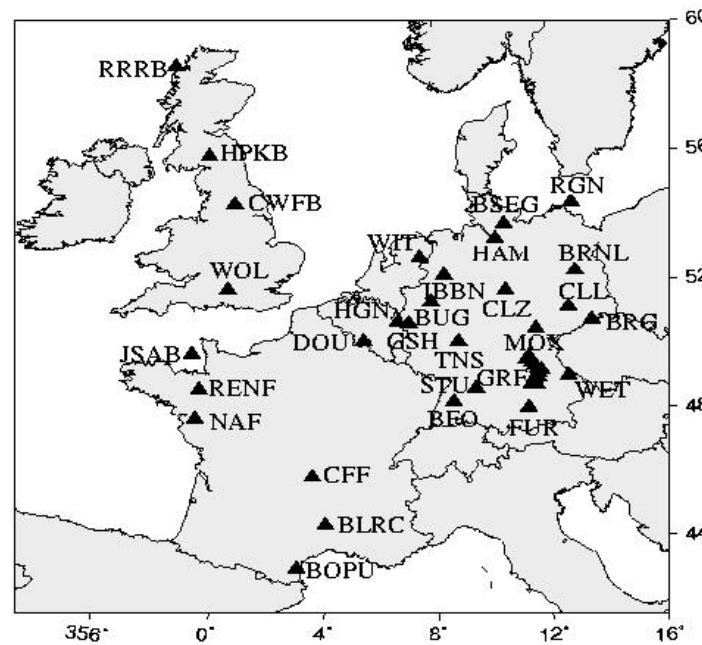 60°
RRRB
HPKB
56°
CWFB
RGN
BSEG
WIT
HAM
BRNL
52°
WOL
IBBN
CLL
HGN
CLZ
BUG
BRG
DOU
GSH
MOX
JSAB
TNS
RENF
STU
GRF
WET
NAF
BFO
48°
FUR
CFF
BLRC
44°
BOPU
356° 0° 4° 8° 12° 16°